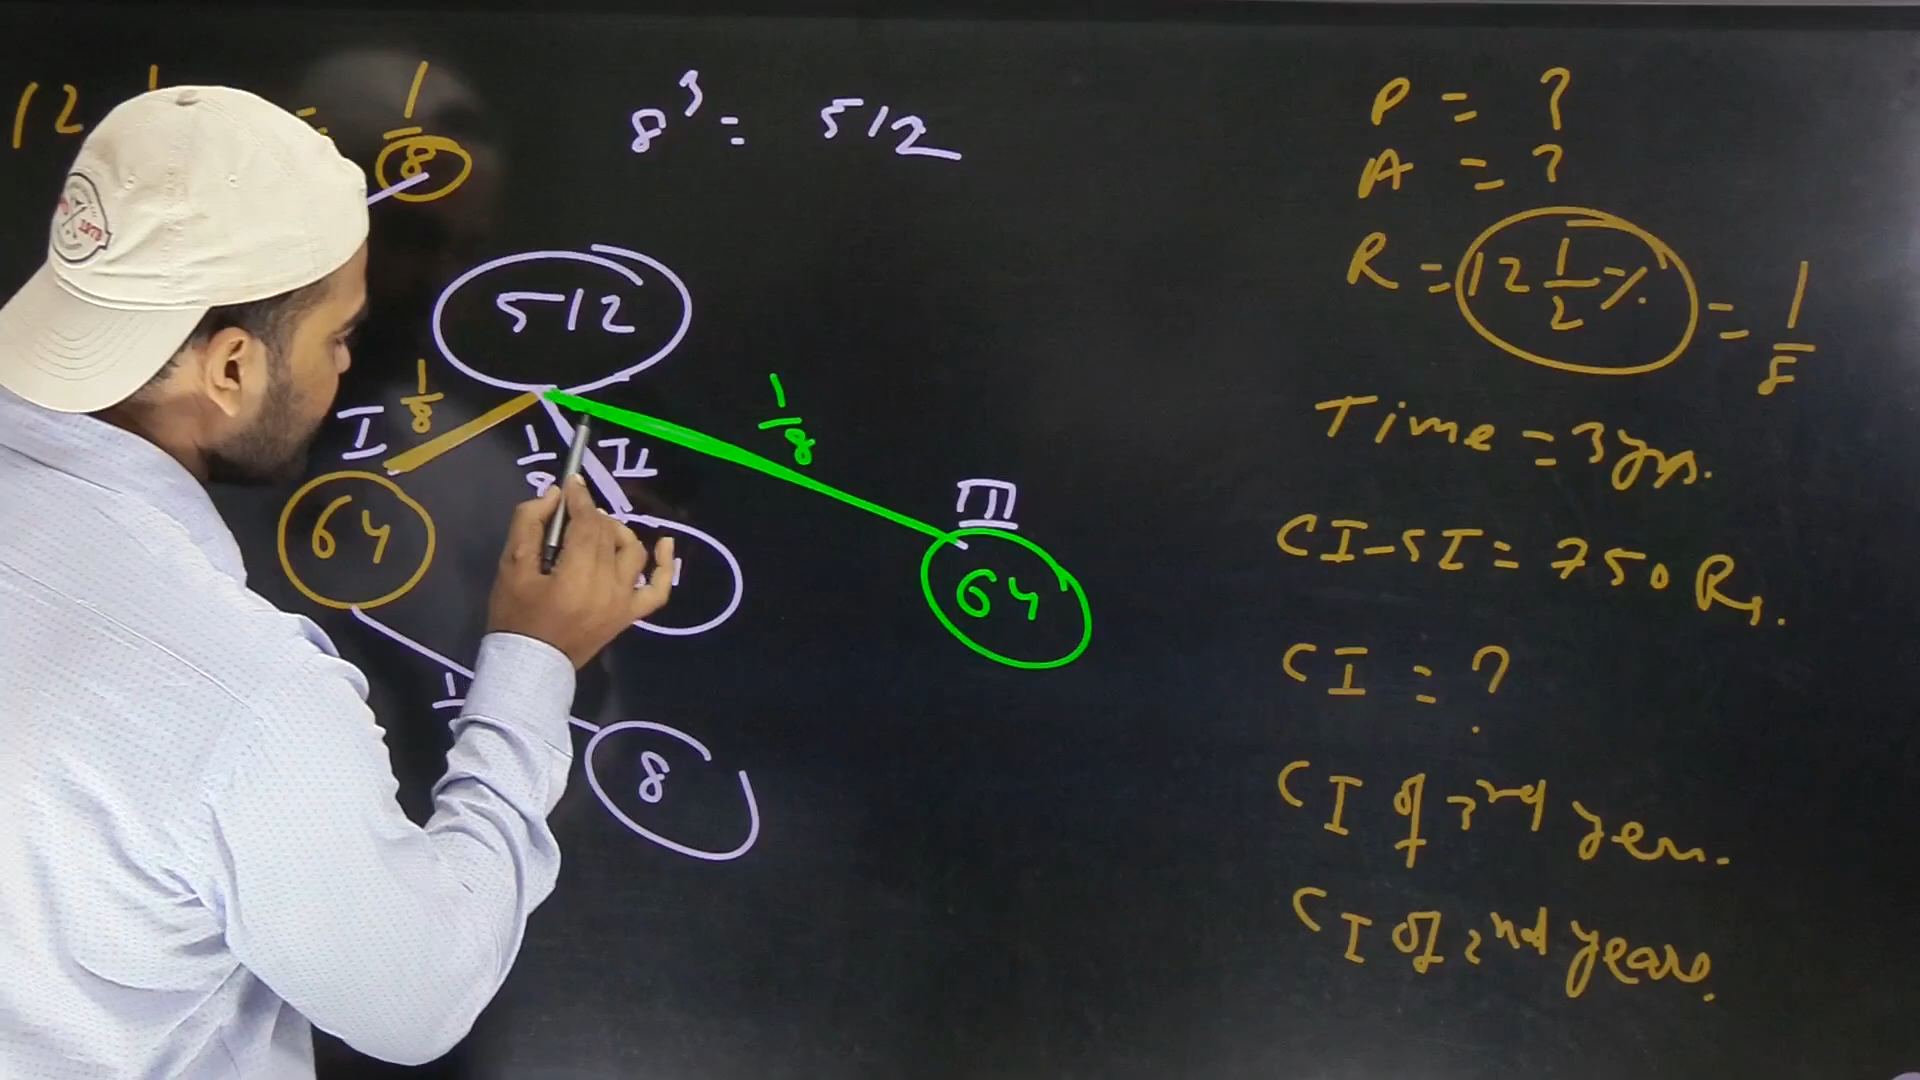 12 = 1/8
8³ = 512
512
I 1/8
1/8 II
1/8
III
64
64
8
P = ?
A = ?
R = 12 1/2 % = 1/8
Time = 3yrs.
CI-SI = 750 Rs.
CI = ?
CI of 3rd year.
CI of 2nd years.